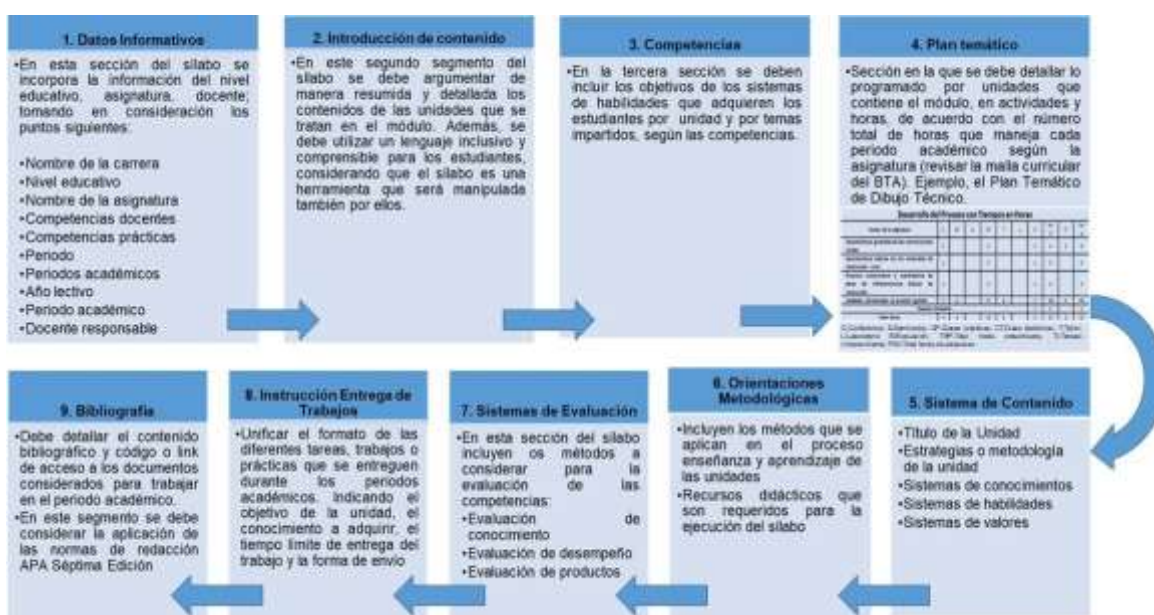 1. Datos Informativos
•En esta sección del sílabo se
incorpora la información del nivel
educativo, asignatura, docente;
tomando en consideración los
puntos siguientes:
•Nombre de la carrera
•Nivel educativo
•Nombre de la asignatura
•Competencias docentes
•Competencias prácticas
•Periodo
•Periodos académicos
•Año lectivo
•Periodo académico
•Docente responsable
2. Introducción de contenido
•En este segundo segmento del
sílabo se debe argumentar de
manera resumida y detallada los
contenidos de las unidades que se
tratan en el módulo. Además, se
debe utilizar un lenguaje inclusivo y
comprensible para los estudiantes,
considerando que el sílabo es una
herramienta que será manipulada
también por ellos.
3. Competencias
•En la tercera sección se deben
incluir los objetivos de los sistemas
de habilidades que adquieren los
estudiantes por unidad y por temas
impartidos, según las competencias.
4. Plan temático
•Sección en la que se debe detallar lo
programado por unidades que
contiene el módulo, en actividades y
horas, de acuerdo con el número
total de horas que maneja cada
periodo académico según la
asignatura (revisar la malla curricular
del BTA). Ejemplo, el Plan Temático
de Dibujo Técnico.
Desarrollo del Proceso con Tiempos en Horas
5. Sistema de Contenido
•Título de la Unidad
•Estrategias o metodología
de la unidad
•Sistemas de conocimientos
•Sistemas de habilidades
•Sistemas de valores
6. Orientaciones
Metodológicas
•Incluyen los métodos que se
aplican en el proceso
enseñanza y aprendizaje de
las unidades
•Recursos didácticos que
son requeridos para la
ejecución del sílabo
7. Sistemas de Evaluación
•En esta sección del sílabo
incluyen os métodos a
considerar para la
evaluación de las
competencias:
•Evaluación de
conocimiento
•Evaluación de desempeño
•Evaluación de productos
8. Instrucción Entrega de
Trabajos
•Unificar el formato de las
diferentes tareas, trabajos o
prácticas que se entreguen
durante los periodos
académicos. Indicando el
objetivo de la unidad, el
conocimiento a adquirir, el
tiempo límite de entrega del
trabajo y la forma de envío
9. Bibliografía
•Debe detallar el contenido
bibliográfico y código o link
de acceso a los documentos
considerados para trabajar
en el periodo académico.
•En este segmento se debe
considerar la aplicación de
las normas de redacción
APA Séptima Edición